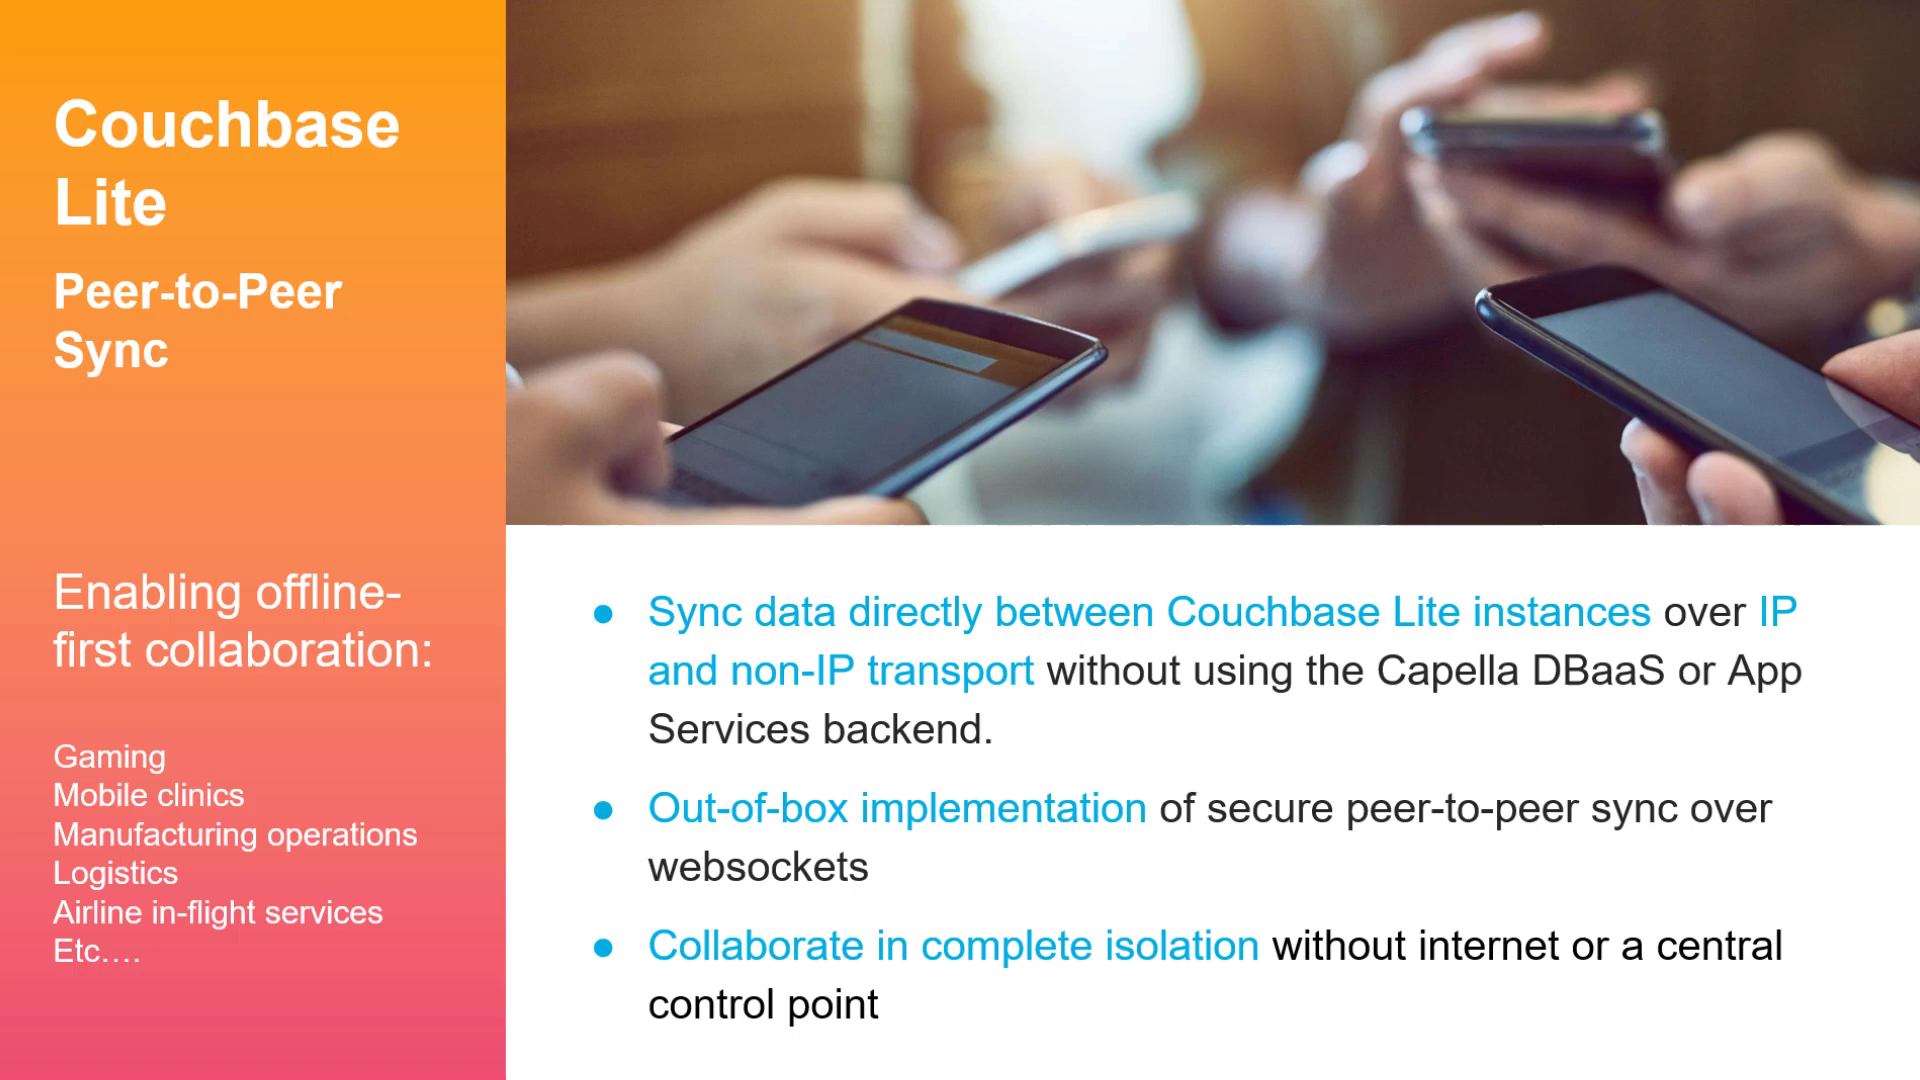 Couchbase
Lite
Peer-to-Peer
Sync
Enabling offline-
first collaboration:
Gaming
Mobile clinics
Manufacturing operations
Logistics
Airline in-flight services
Etc....
● Sync data directly between Couchbase Lite instances over IP
and non-IP transport without using the Capella DBaaS or App
Services backend.
● Out-of-box implementation of secure peer-to-peer sync over
websockets
● Collaborate in complete isolation without internet or a central
control point